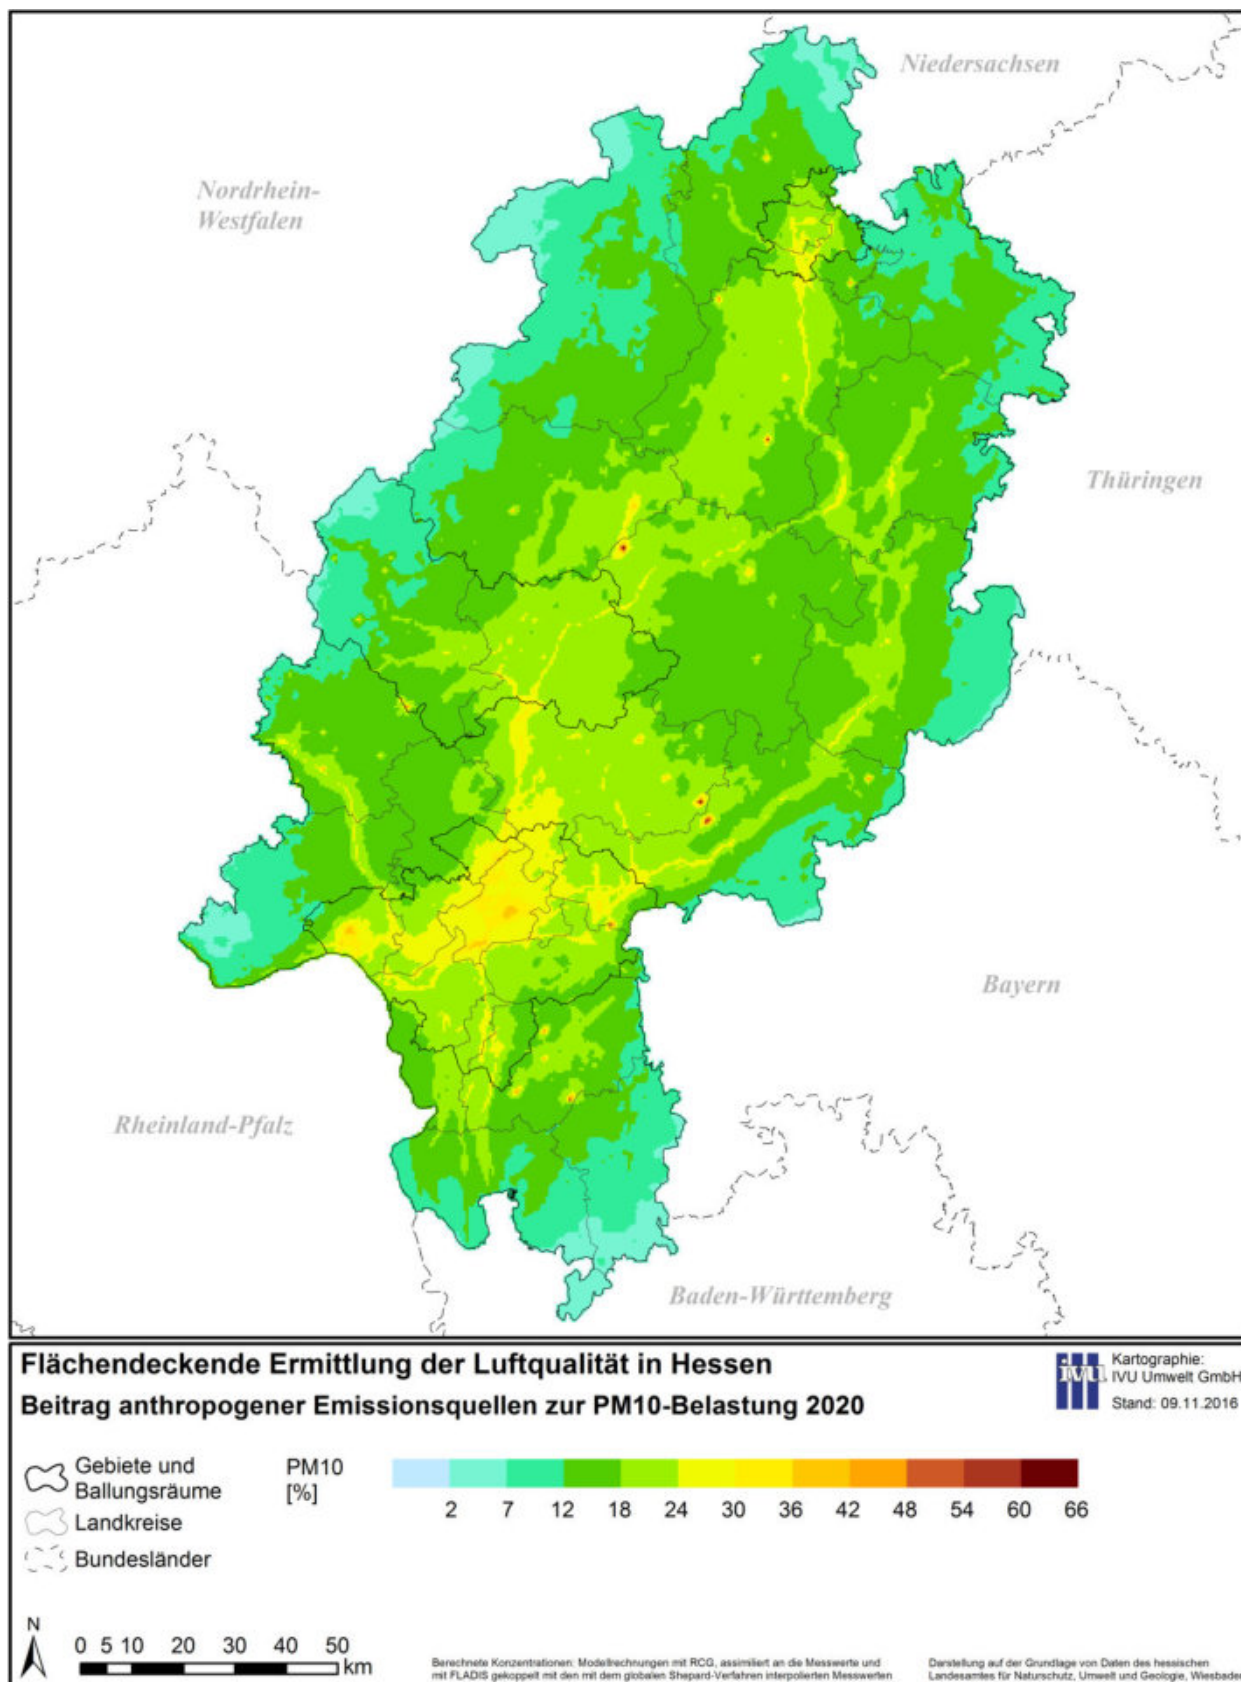 Niedersachsen
Nordrhein-
Westfalen
Thüringen
Bayern
Rheinland-Pfalz
Baden-Württemberg
Flächendeckende Ermittlung der Luftqualität in Hessen
Beitrag anthropogener Emissionsquellen zur PM10-Belastung 2020
ivu
Kartographie:
IVU Umwelt GmbH
Stand: 09.11.2016
Gebiete und
Ballungsräume
Landkreise
Bundesländer
PM10
[%]
2 7 12 18 24 30 36 42 48 54 60 66
N
0 5 10 20 30 40 50
km
Berechnete Konzentrationen: Modellrechnungen mit RCG, assimiliert an die Messwerte und
mit FLADIS gekoppelt mit den mit dem globalen Shepard-Verfahren interpolierten Messwerten
Darstellung auf der Grundlage von Daten des hessischen
Landesamtes für Naturschutz, Umwelt und Geologie, Wiesbaden